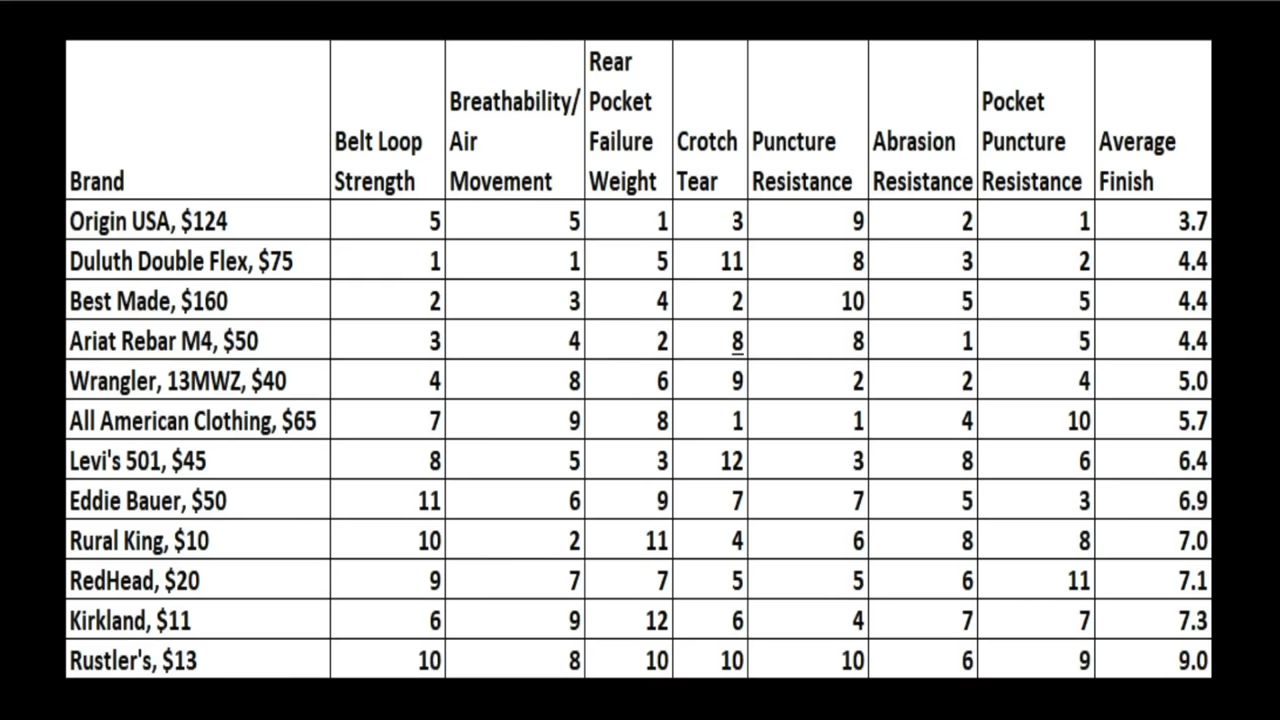 Brand Belt Loop Strength Breathability/ Air Movement Rear Pocket Failure Weight Crotch Tear Puncture Resistance Abrasion Resistance Pocket Puncture Resistance Average Finish
Origin USA, $124 5 5 1 3 9 2 1 3.7
Duluth Double Flex, $75 1 1 5 11 8 3 2 4.4
Best Made, $160 2 3 4 2 10 5 5 4.4
Ariat Rebar M4, $50 3 4 2 8 8 1 5 4.4
Wrangler, 13MWZ, $40 4 8 6 9 2 2 4 5.0
All American Clothing, $65 7 9 8 1 1 4 10 5.7
Levi's 501, $45 8 5 3 12 3 8 6 6.4
Eddie Bauer, $50 11 6 9 7 7 5 3 6.9
Rural King, $10 10 2 11 4 6 8 8 7.0
RedHead, $20 9 7 7 5 5 6 11 7.1
Kirkland, $11 6 9 12 6 4 7 7 7.3
Rustler's, $13 10 8 10 10 10 6 9 9.0